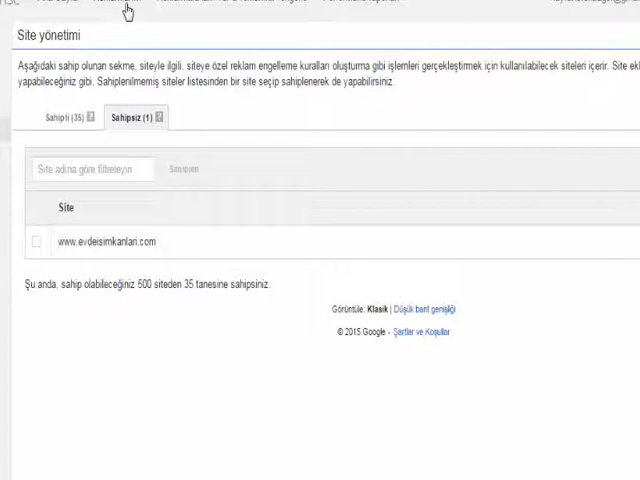 Site yönetimi
Aşağıdaki sahip olunan sekme, siteyle ilgili, siteye özel reklam engelleme kuralları oluşturma gibi işlemleri gerçekleştirmek için kullanılabilecek siteleri içerir. Site ekl
yapabileceğiniz gibi. Sahiplenilmemiş siteler listesinden bir site seçip sahiplenerek de yapabilirsiniz.
Sahipli (35) ? Sahipsiz (1) ?
Site adına göre filtreleyin Sahiplen
Site
www.evdeisimkanlari.com
Şu anda, sahip olabileceğiniz 500 siteden 35 tanesine sahipsiniz.
Görüntüle: Klasik | Düşük bant genişliği
© 2015 Google - Şartlar ve Koşullar